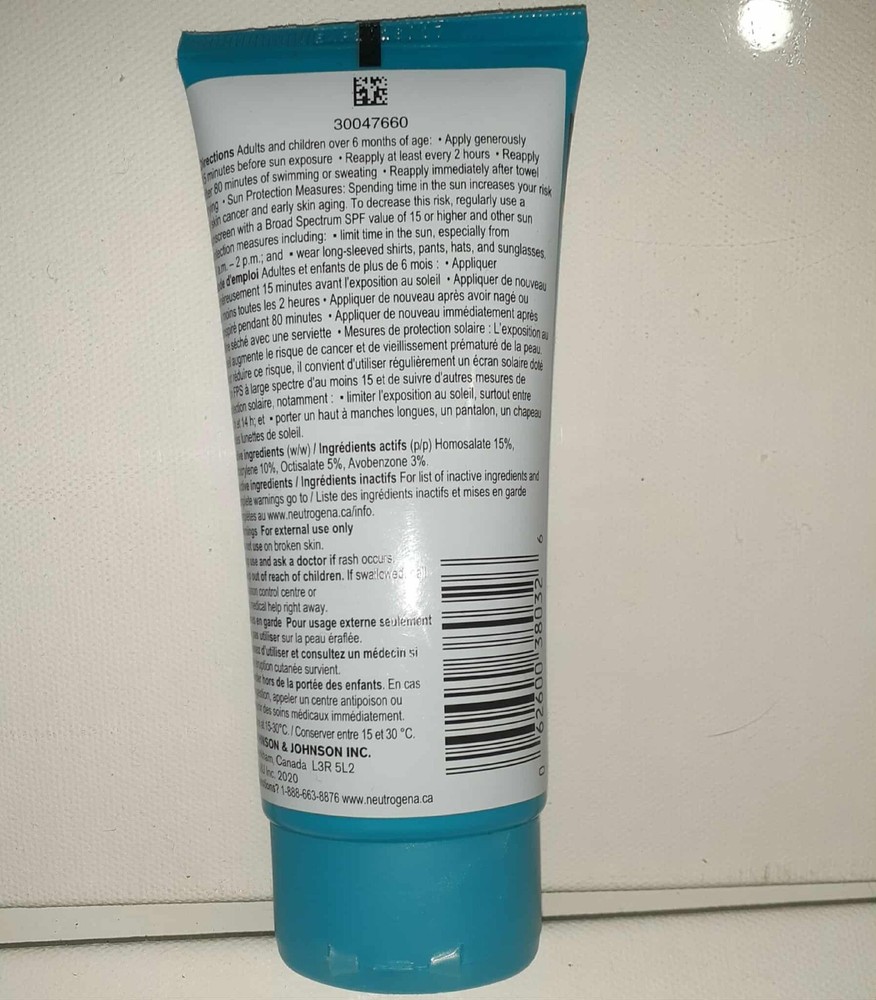 30047660
Adults and children over 6 months of age: • Apply generously
minutes before sun exposure • Reapply at least every 2 hours • Reapply
80 minutes of swimming or sweating • Reapply immediately after towel
• Sun Protection Measures: Spending time in the sun increases your risk
cancer and early skin aging. To decrease this risk, regularly use a
with a Broad Spectrum SPF value of 15 or higher and other sun
measures including: • limit time in the sun, especially from
– 2 p.m.; and • wear long-sleeved shirts, pants, hats, and sunglasses.
d'emploi Adultes et enfants de plus de 6 mois : • Appliquer
15 minutes avant l'exposition au soleil • Appliquer de nouveau
toutes les 2 heures • Appliquer de nouveau après avoir nagé ou
pendant 80 minutes • Appliquer de nouveau immédiatement après
séché avec une serviette • Mesures de protection solaire : L'exposition au
augmente le risque de cancer et de vieillissement prématuré de la peau.
réduire ce risque, il convient d'utiliser régulièrement un écran solaire doté
FPS à large spectre d'au moins 15 et de suivre d'autres mesures de
solaire, notamment : • limiter l'exposition au soleil, surtout entre
14 h; et • porter un haut à manches longues, un pantalon, un chapeau
lunettes de soleil.
ingredients (w/w) / Ingrédients actifs (p/p) Homosalate 15%,
10%, Octisalate 5%, Avobenzone 3%.
ingredients / Ingrédients inactifs For list of inactive ingredients and
warnings go to / Liste des ingrédients inactifs et mises en garde
au www.neutrogena.ca/info.
For external use only
use on broken skin.
use and ask a doctor if rash occurs.
out of reach of children. If swallowed, call
control centre or
help right away.
en garde Pour usage externe seulement
utiliser sur la peau éraflée.
d'utiliser et consultez un médecin si
cutanée survient.
hors de la portée des enfants. En cas
appeler un centre antipoison ou
des soins médicaux immédiatement.
15-30°C. / Conserver entre 15 et 30 °C.
& JOHNSON INC.
Canada L3R 5L2
Inc. 2020
1-888-663-8876 www.neutrogena.ca
0 62600 38032 6